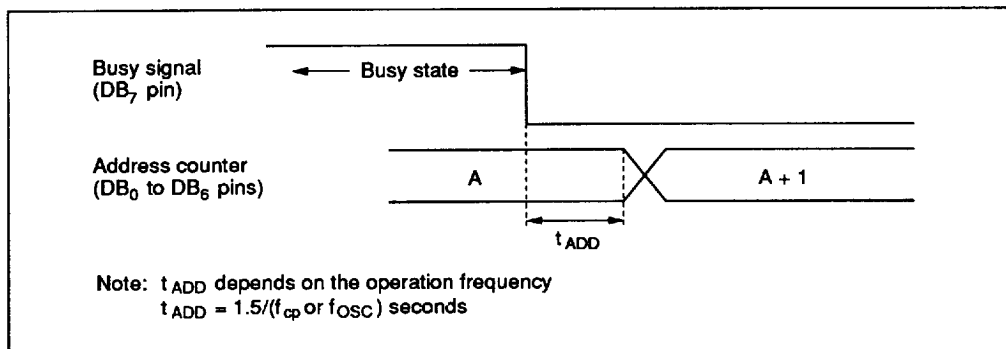 Busy signal
(DB7 pin)
Busy state
Address counter
(DB0 to DB6 pins)
A
A + 1
tADD
Note: tADD depends on the operation frequency
tADD = 1.5/(fcp or fOSC) seconds